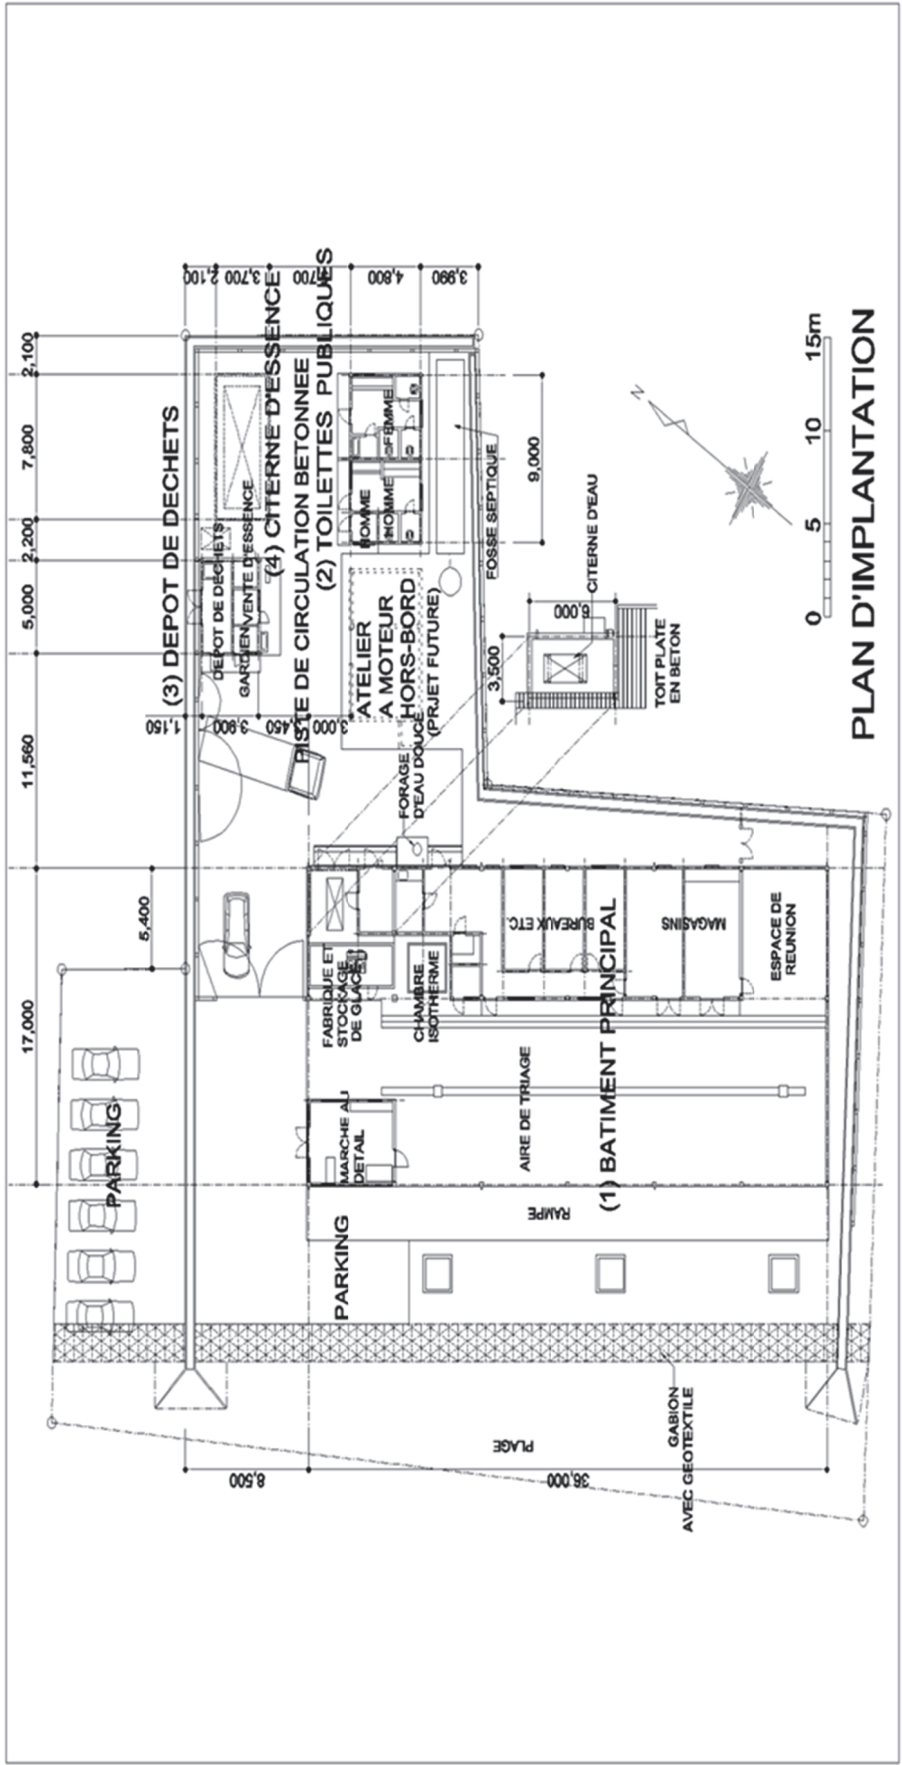 2,100
7,800
2,200
5,000
11,560
17,000
5,400
2,100
3,700
4,800
3,990
(3) DEPOT DE DECHETS
(4) CITERNE D'ESSENCE
PISTE DE CIRCULATION BETONNEE
(2) TOILETTES PUBLIQUES
DEPOT DE DECHETS
GARDIEN
VENTE D'ESSENCE
HOMME
HOMME
FEMME
FOSSE SEPTIQUE
9,000
1,150
3,900
3,000
ATELIER
A MOTEUR
HORS-BORD
(PRJET FUTURE)
FORAGE
D'EAU DOUCE
CITERNE D'EAU
6,000
3,500
TOIT PLATE
EN BETON
N
0
5
10
15m
PLAN D'IMPLANTATION
FABRIQUE ET
STOCKAGE
DE GLACE
CHAMBRE
ISOTHERME
BUREAUX ETC.
MAGASINS
ESPACE DE
REUNION
(1) BATIMENT PRINCIPAL
AIRE DE TRIAGE
MARCHE AU
DETAIL
RAMPE
PARKING
PARKING
GABION
AVEC GEOTEXTILE
PLAGE
8,500
36,000